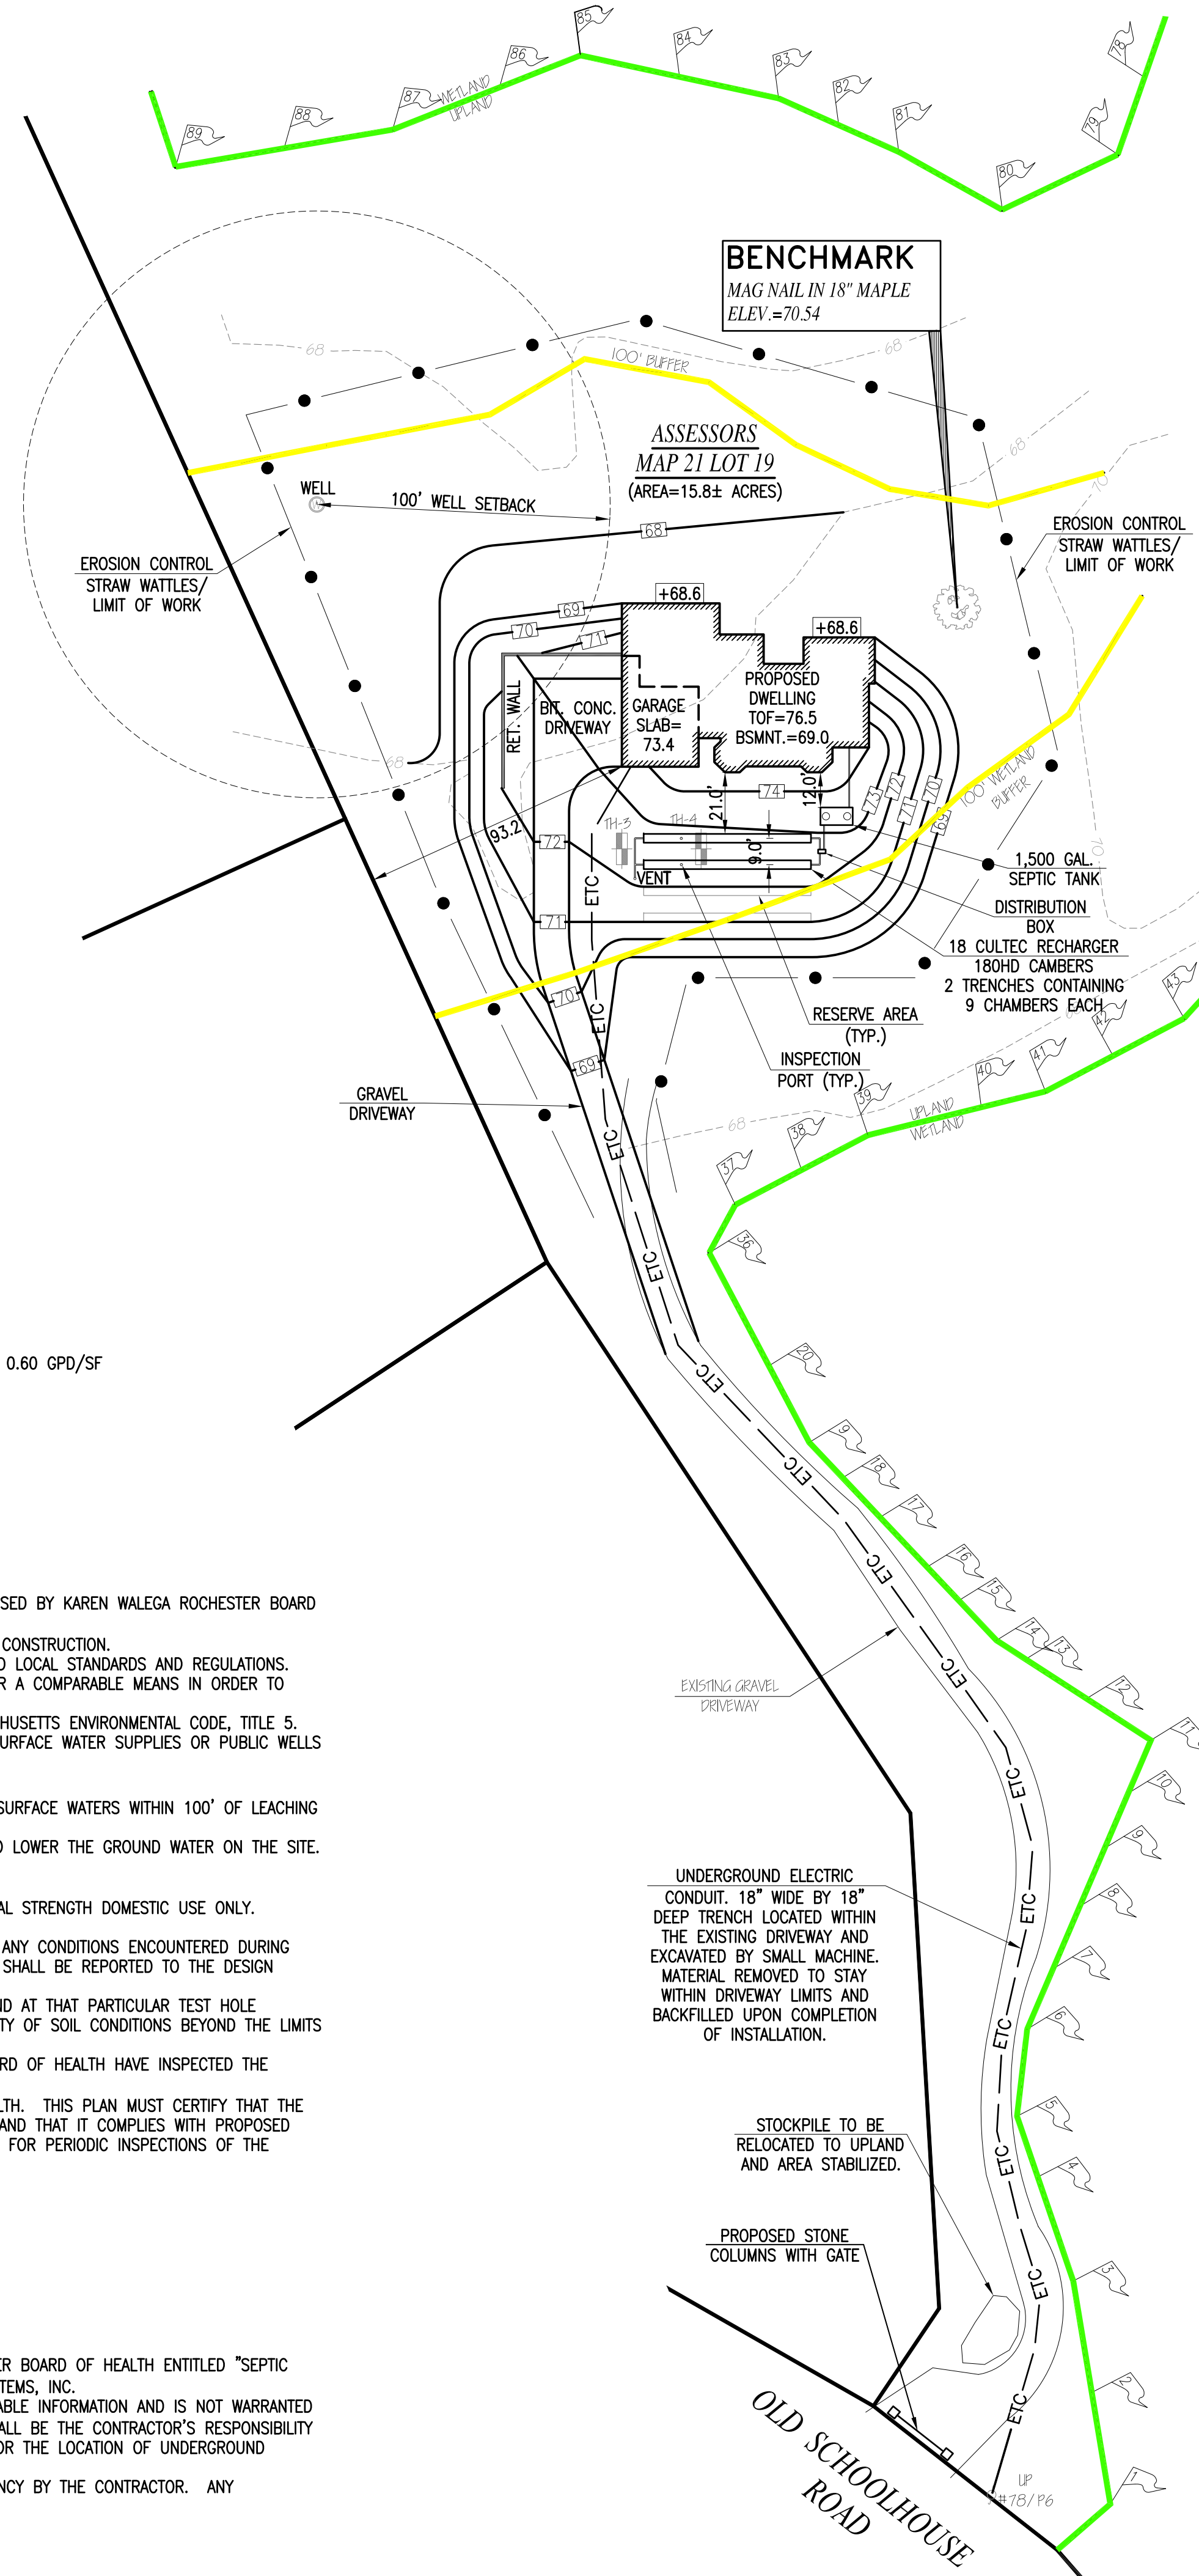 85
84
86
83
78
82
87
WETLAND
UPLAND
88
81
79
89
80
BENCHMARK
MAG NAIL IN 18" MAPLE
ELEV.=70.54
68
100' BUFFER
68
ASSESSORS
MAP 21 LOT 19
(AREA=15.8± ACRES)
68
70
WELL
100' WELL SETBACK
68
EROSION CONTROL
STRAW WATTLES/
LIMIT OF WORK
EROSION CONTROL
STRAW WATTLES/
LIMIT OF WORK
+68.6
69
70
71
+68.6
RET. WALL
BIT. CONC.
DRIVEWAY
GARAGE
SLAB=
73.4
PROPOSED
DWELLING
TOF=76.5
BSMNT.=69.0
68
74
21.0'
12.0'
73
72
71
70
69
100' WETLAND
BUFFER
93.2
TH-3
TH-4
72
9.0'
70
VENT
ETC
1,500 GAL.
SEPTIC TANK
DISTRIBUTION
BOX
18 CULTEC RECHARGER
180HD CAMBERS
2 TRENCHES CONTAINING
9 CHAMBERS EACH
71
70
ETC
69
RESERVE AREA
(TYP.)
INSPECTION
PORT (TYP.)
43
42
41
40
39
38
37
36
UPLAND
WETLAND
68
GRAVEL
DRIVEWAY
ETC
ETC
0.60 GPD/SF
ETC
20
9
18
17
16
15
14
13
12
11
10
9
8
7
6
5
4
3
2
1
ETC
ETC
ETC
ETC
ETC
ETC
ETC
ETC
ETC
SED BY KAREN WALEGA ROCHESTER BOARD
CONSTRUCTION.
O LOCAL STANDARDS AND REGULATIONS.
R A COMPARABLE MEANS IN ORDER TO
HUSETTS ENVIRONMENTAL CODE, TITLE 5.
URFACE WATER SUPPLIES OR PUBLIC WELLS
SURFACE WATERS WITHIN 100' OF LEACHING
O LOWER THE GROUND WATER ON THE SITE.
AL STRENGTH DOMESTIC USE ONLY.
ANY CONDITIONS ENCOUNTERED DURING
SHALL BE REPORTED TO THE DESIGN
ND AT THAT PARTICULAR TEST HOLE
TY OF SOIL CONDITIONS BEYOND THE LIMITS
RD OF HEALTH HAVE INSPECTED THE
LTH. THIS PLAN MUST CERTIFY THAT THE
AND THAT IT COMPLIES WITH PROPOSED
FOR PERIODIC INSPECTIONS OF THE
ER BOARD OF HEALTH ENTITLED "SEPTIC
TEMS, INC.
ABLE INFORMATION AND IS NOT WARRANTED
ALL BE THE CONTRACTOR'S RESPONSIBILITY
OR THE LOCATION OF UNDERGROUND
NCY BY THE CONTRACTOR. ANY
EXISTING GRAVEL
DRIVEWAY
UNDERGROUND ELECTRIC
CONDUIT. 18" WIDE BY 18"
DEEP TRENCH LOCATED WITHIN
THE EXISTING DRIVEWAY AND
EXCAVATED BY SMALL MACHINE.
MATERIAL REMOVED TO STAY
WITHIN DRIVEWAY LIMITS AND
BACKFILLED UPON COMPLETION
OF INSTALLATION.
STOCKPILE TO BE
RELOCATED TO UPLAND
AND AREA STABILIZED.
PROPOSED STONE
COLUMNS WITH GATE
OLD SCHOOLHOUSE
ROAD
UP
#78/P6